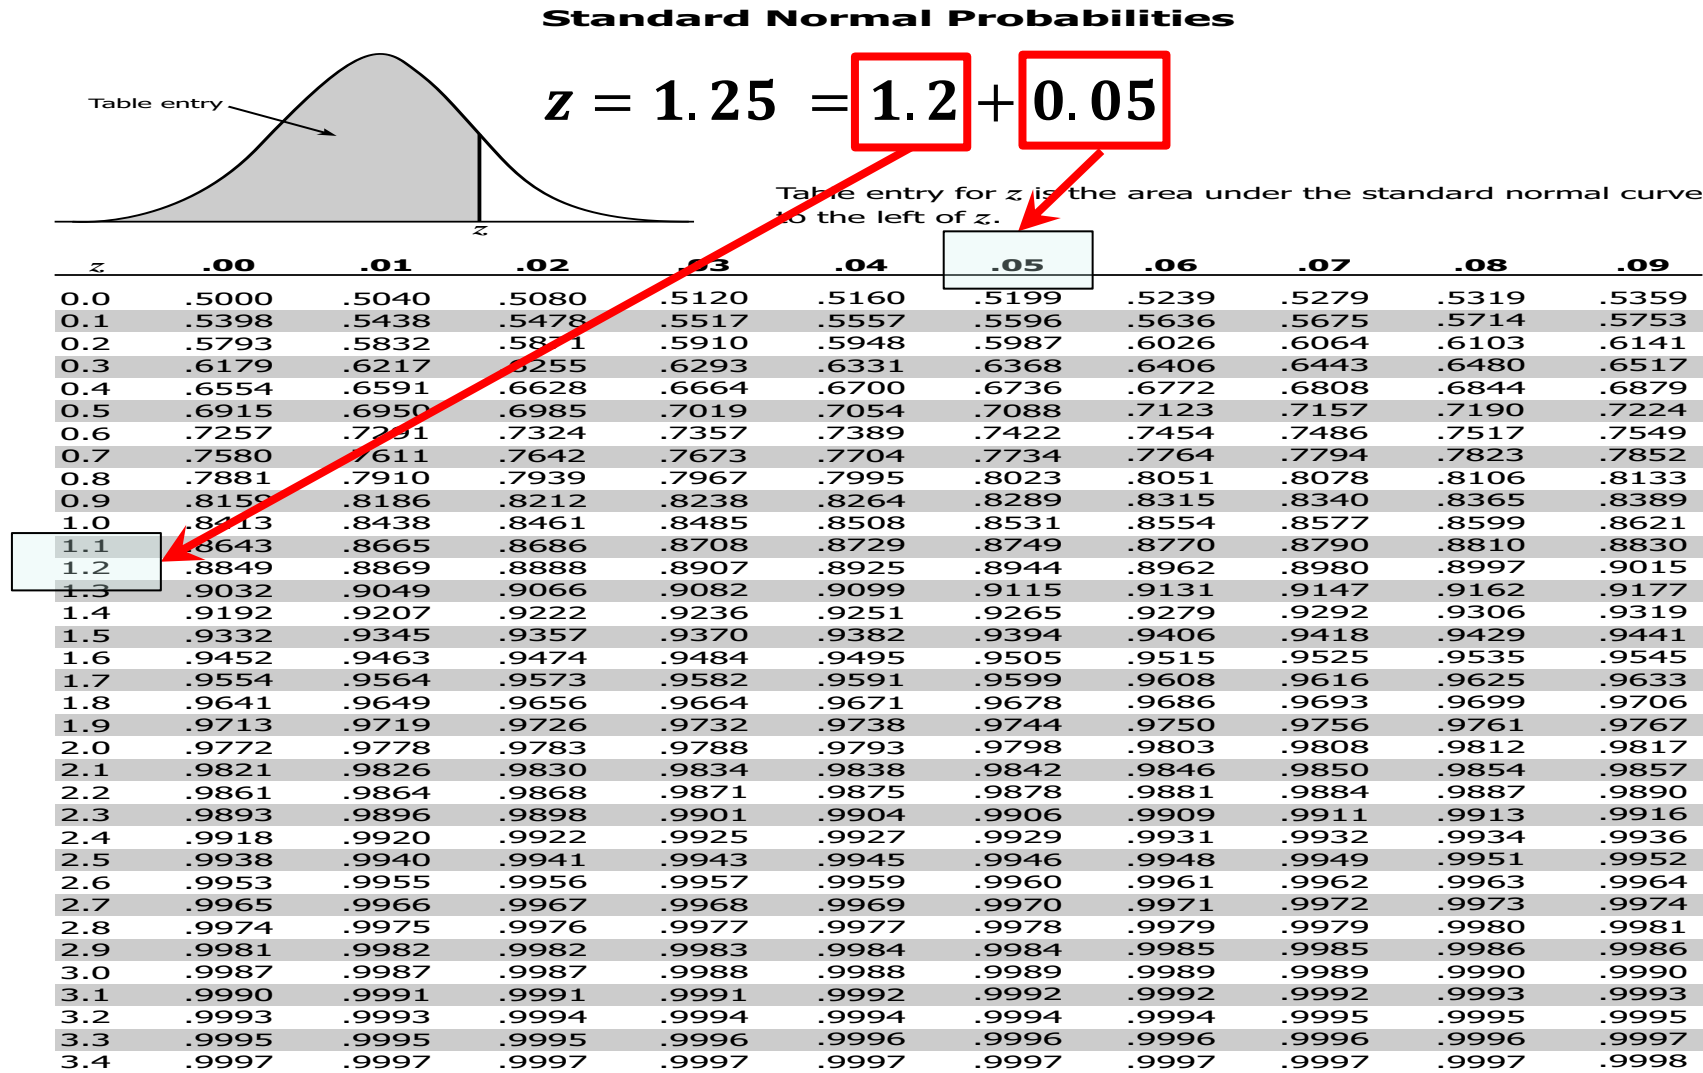 Standard Normal Probabilities
z = 1.25 = 1.2 + 0.05
Table entry
Table entry for z is the area under the standard normal curve
to the left of z.
z
z .00 .01 .02 .03 .04 .05 .06 .07 .08 .09
0.0 .5000 .5040 .5080 .5120 .5160 .5199 .5239 .5279 .5319 .5359
0.1 .5398 .5438 .5478 .5517 .5557 .5596 .5636 .5675 .5714 .5753
0.2 .5793 .5832 .5871 .5910 .5948 .5987 .6026 .6064 .6103 .6141
0.3 .6179 .6217 .6255 .6293 .6331 .6368 .6406 .6443 .6480 .6517
0.4 .6554 .6591 .6628 .6664 .6700 .6736 .6772 .6808 .6844 .6879
0.5 .6915 .6950 .6985 .7019 .7054 .7088 .7123 .7157 .7190 .7224
0.6 .7257 .7291 .7324 .7357 .7389 .7422 .7454 .7486 .7517 .7549
0.7 .7580 .7611 .7642 .7673 .7704 .7734 .7764 .7794 .7823 .7852
0.8 .7881 .7910 .7939 .7967 .7995 .8023 .8051 .8078 .8106 .8133
0.9 .8159 .8186 .8212 .8238 .8264 .8289 .8315 .8340 .8365 .8389
1.0 .8413 .8438 .8461 .8485 .8508 .8531 .8554 .8577 .8599 .8621
1.1 .8643 .8665 .8686 .8708 .8729 .8749 .8770 .8790 .8810 .8830
1.2 .8849 .8869 .8888 .8907 .8925 .8944 .8962 .8980 .8997 .9015
1.3 .9032 .9049 .9066 .9082 .9099 .9115 .9131 .9147 .9162 .9177
1.4 .9192 .9207 .9222 .9236 .9251 .9265 .9279 .9292 .9306 .9319
1.5 .9332 .9345 .9357 .9370 .9382 .9394 .9406 .9418 .9429 .9441
1.6 .9452 .9463 .9474 .9484 .9495 .9505 .9515 .9525 .9535 .9545
1.7 .9554 .9564 .9573 .9582 .9591 .9599 .9608 .9616 .9625 .9633
1.8 .9641 .9649 .9656 .9664 .9671 .9678 .9686 .9693 .9699 .9706
1.9 .9713 .9719 .9726 .9732 .9738 .9744 .9750 .9756 .9761 .9767
2.0 .9772 .9778 .9783 .9788 .9793 .9798 .9803 .9808 .9812 .9817
2.1 .9821 .9826 .9830 .9834 .9838 .9842 .9846 .9850 .9854 .9857
2.2 .9861 .9864 .9868 .9871 .9875 .9878 .9881 .9884 .9887 .9890
2.3 .9893 .9896 .9898 .9901 .9904 .9906 .9909 .9911 .9913 .9916
2.4 .9918 .9920 .9922 .9925 .9927 .9929 .9931 .9932 .9934 .9936
2.5 .9938 .9940 .9941 .9943 .9945 .9946 .9948 .9949 .9951 .9952
2.6 .9953 .9955 .9956 .9957 .9959 .9960 .9961 .9962 .9963 .9964
2.7 .9965 .9966 .9967 .9968 .9969 .9970 .9971 .9972 .9973 .9974
2.8 .9974 .9975 .9976 .9977 .9977 .9978 .9979 .9979 .9980 .9981
2.9 .9981 .9982 .9982 .9983 .9984 .9984 .9985 .9985 .9986 .9986
3.0 .9987 .9987 .9987 .9988 .9988 .9989 .9989 .9989 .9990 .9990
3.1 .9990 .9991 .9991 .9991 .9992 .9992 .9992 .9992 .9993 .9993
3.2 .9993 .9993 .9994 .9994 .9994 .9994 .9994 .9995 .9995 .9995
3.3 .9995 .9995 .9995 .9996 .9996 .9996 .9996 .9996 .9996 .9997
3.4 .9997 .9997 .9997 .9997 .9997 .9997 .9997 .9997 .9997 .9998